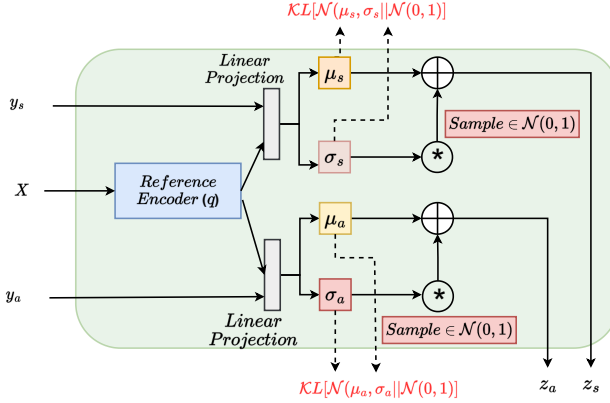 𝒦ℒ[𝒩(μₛ, σₛ||𝒩(0,1)]
Linear
Projection
μₛ
yₛ
Sample ∈ 𝒩(0,1)
σₛ
*
X
Reference
Encoder (q)
μₐ
yₐ
σₐ
*
Linear
Projection
Sample ∈ 𝒩(0,1)
𝒦ℒ[𝒩(μₐ, σₐ||𝒩(0,1)]
zₐ
zₛ